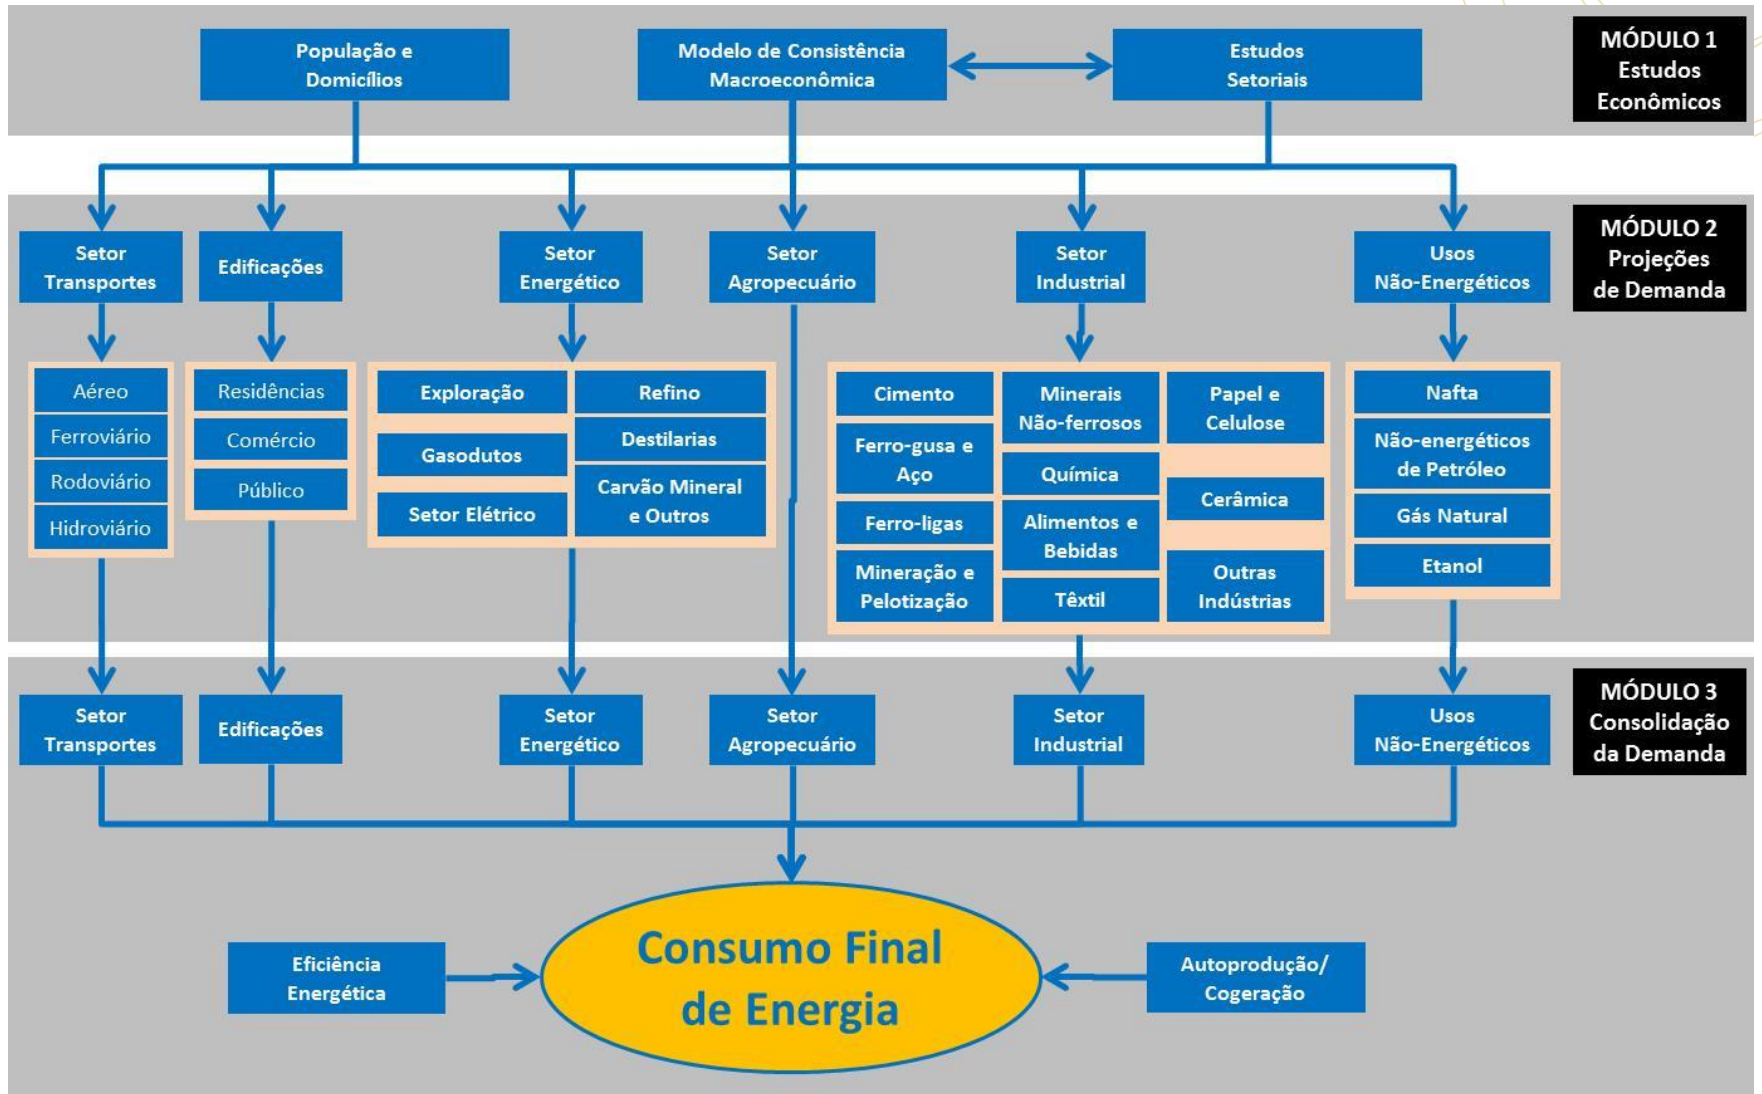 População e
Domicílios
Modelo de Consistência
Macroeconômica
Estudos
Setoriais
MÓDULO 1
Estudos
Econômicos
Setor
Transportes
Edificações
Setor
Energético
Setor
Agropecuário
Setor
Industrial
Usos
Não-Energéticos
MÓDULO 2
Projeções
de Demanda
Aéreo
Ferroviário
Rodoviário
Hidroviário
Residências
Comércio
Público
Exploração
Gasodutos
Setor Elétrico
Refino
Destilarias
Carvão Mineral
e Outros
Cimento
Ferro-gusa e
Aço
Ferro-ligas
Mineração e
Pelotização
Minerais
Não-ferrosos
Química
Alimentos e
Bebidas
Têxtil
Papel e
Celulose
Cerâmica
Outras
Indústrias
Nafta
Não-energéticos
de Petróleo
Gás Natural
Etanol
Setor
Transportes
Edificações
Setor
Energético
Setor
Agropecuário
Setor
Industrial
Usos
Não-Energéticos
MÓDULO 3
Consolidação
da Demanda
Eficiência
Energética
Consumo Final
de Energia
Autoprodução/
Cogeração